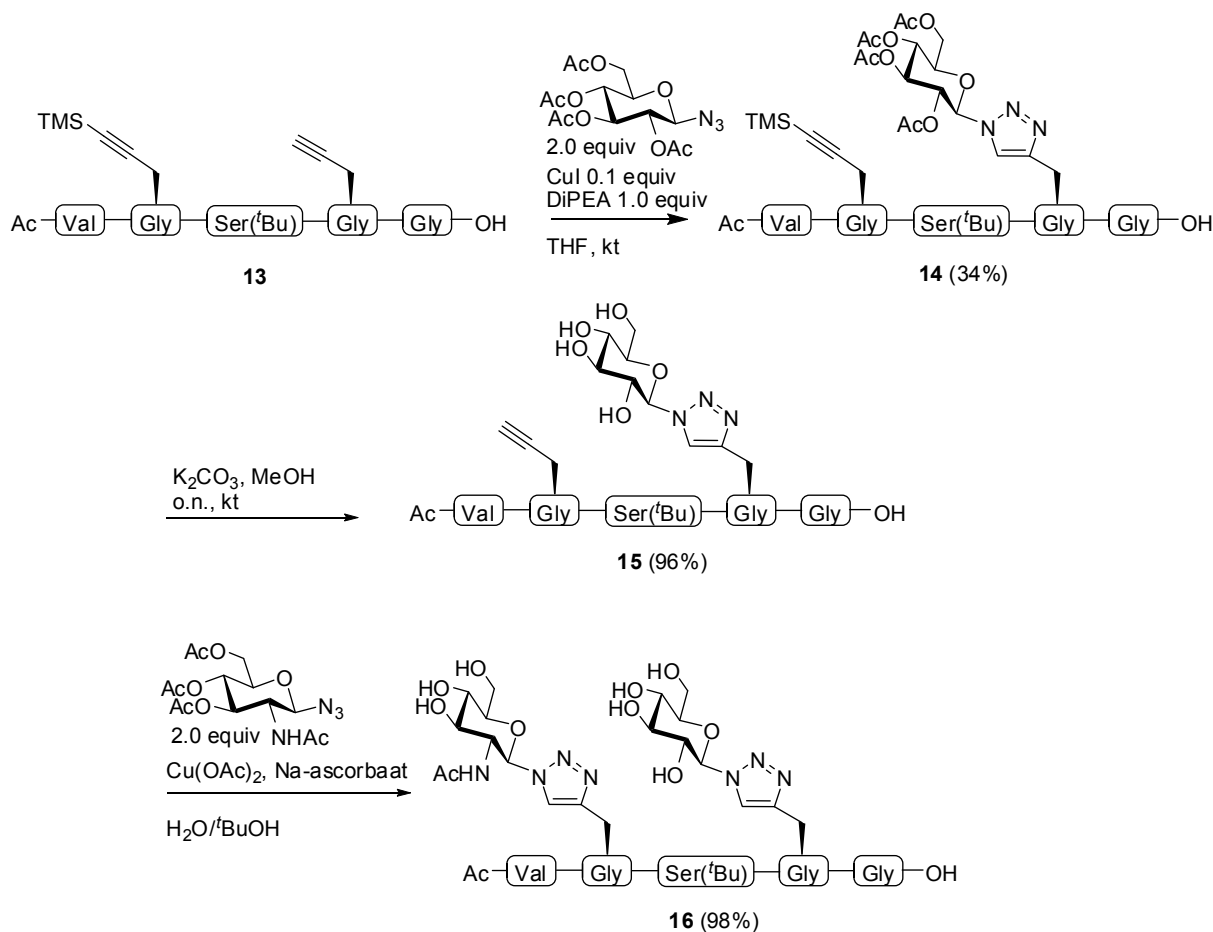 TMS
Ac Val Gly Ser(ᵗBu) Gly Gly OH
13
AcO
AcO
AcO
O
N₃
OAc
2.0 equiv
CuI 0.1 equiv
DiPEA 1.0 equiv
THF, kt
AcO
AcO
AcO
O
AcO
N N N
TMS
Ac Val Gly Ser(ᵗBu) Gly Gly OH
14 (34%)
K₂CO₃, MeOH
o.n., kt
HO
HO
HO
O
HO
N N N
Ac Val Gly Ser(ᵗBu) Gly Gly OH
15 (96%)
AcO
AcO
AcO
O
N₃
NHAc
2.0 equiv
Cu(OAc)₂, Na-ascorbaat
H₂O/ᵗBuOH
HO
HO
HO
O
AcHN
N N N
HO
HO
HO
O
HO
N N N
Ac Val Gly Ser(ᵗBu) Gly Gly OH
16 (98%)